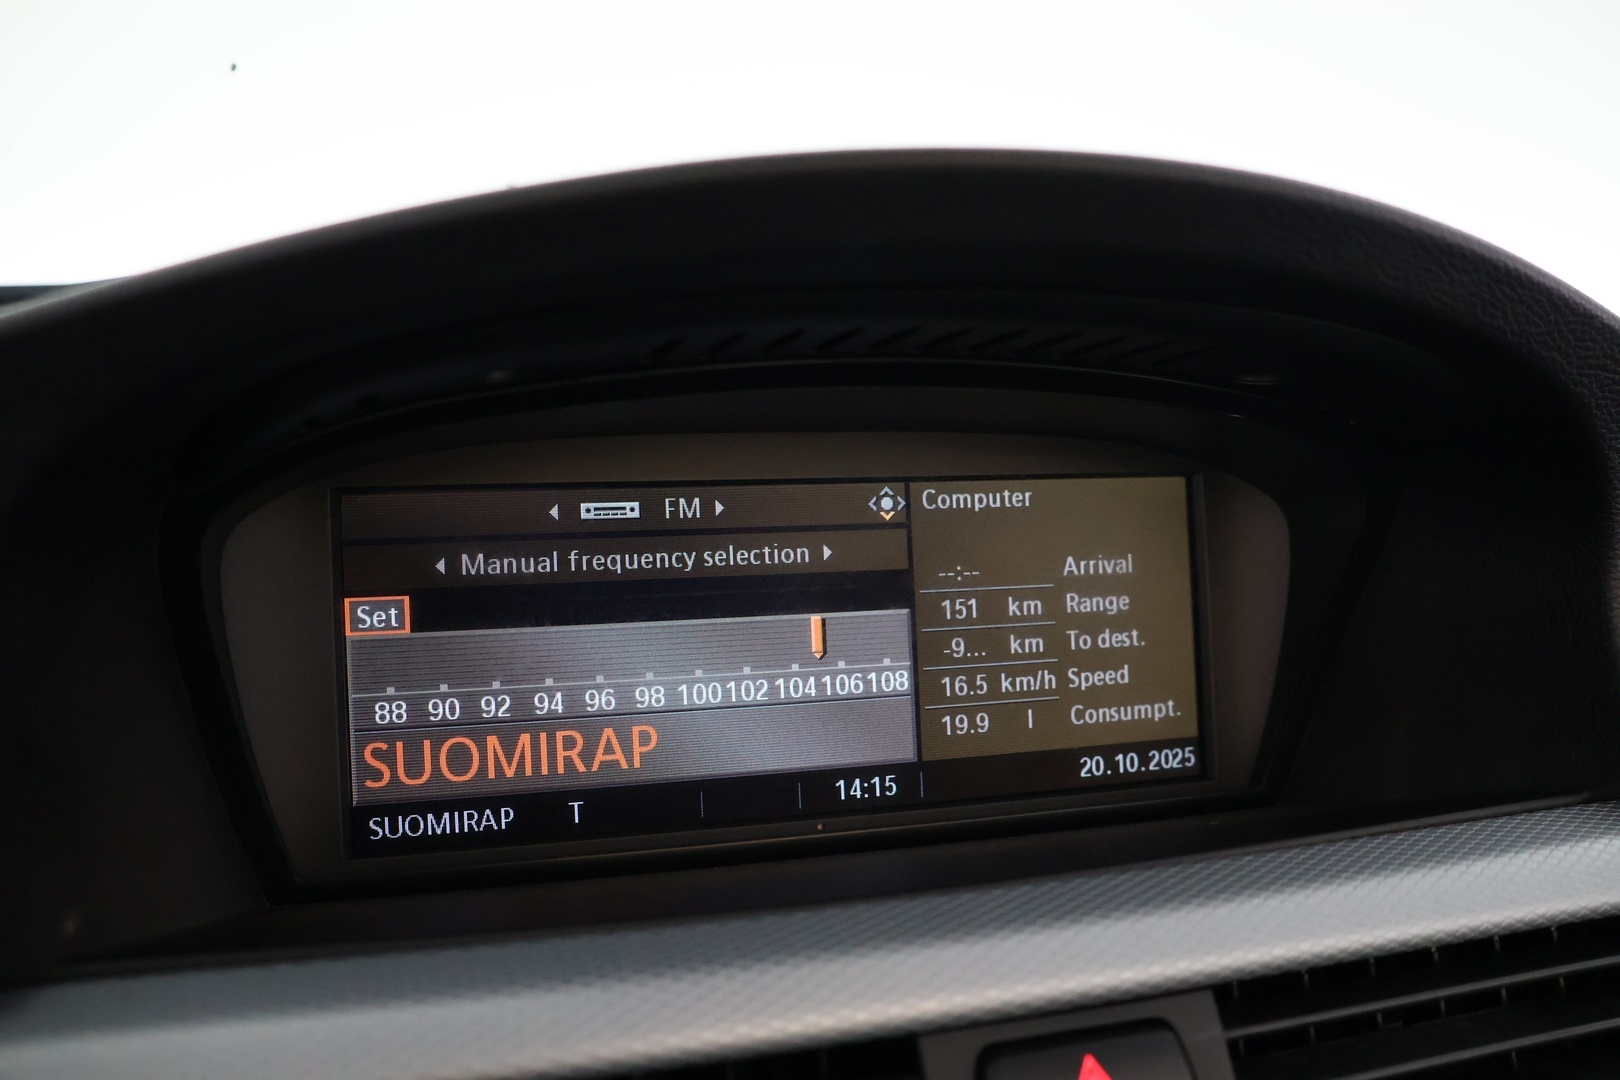 FM
Manual frequency selection
Set
88 90 92 94 96 98 100 102 104 106 108
SUOMIRAP
SUOMIRAP T 14:15
Computer
--:-- Arrival
151 km Range
-9... km To dest.
16.5 km/h Speed
19.9 l Consumpt.
20.10.2025